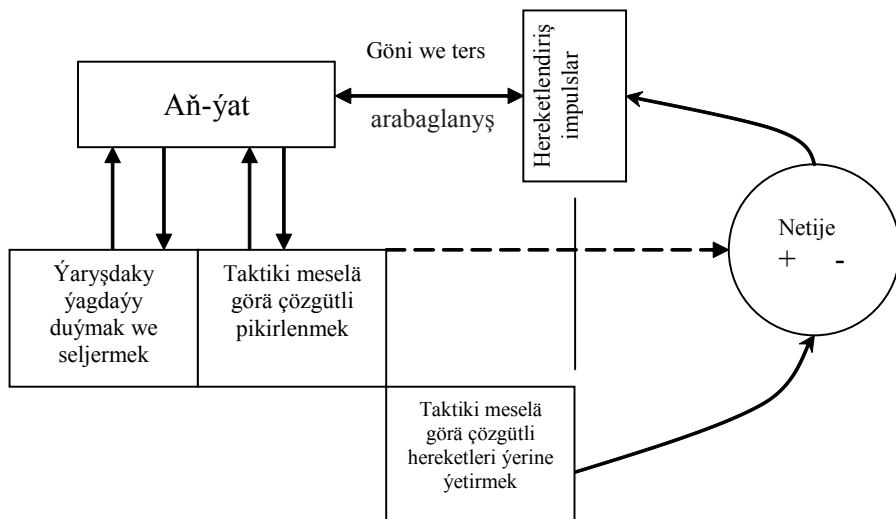 Göni we ters
arabaglanyş
Aň-ýat
Hereketlendiriş
impulslar
Netije
+ -
Ýaryşdaky
ýagdaýy
duýmak we
seljermek
Taktiki meselä
görä çözgütli
pikirlenmek
Taktiki meselä
görä çözgütli
hereketleri ýerine
ýetirmek